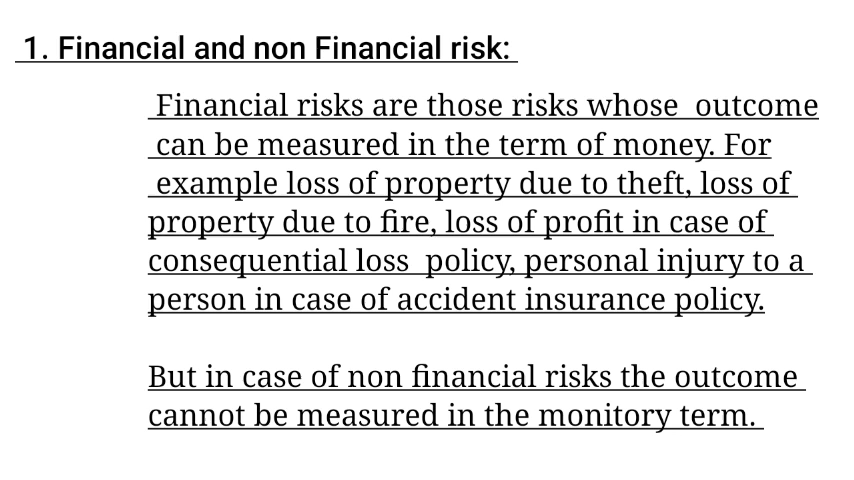 1. Financial and non Financial risk:
Financial risks are those risks whose outcome
can be measured in the term of money. For
example loss of property due to theft, loss of
property due to fire, loss of profit in case of
consequential loss policy, personal injury to a
person in case of accident insurance policy.
But in case of non financial risks the outcome
cannot be measured in the monitory term.